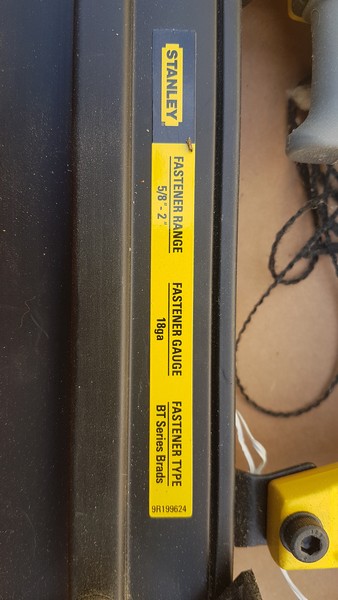 STANLEY
FASTENER RANGE
5/8" - 2"
FASTENER GAUGE
18ga
FASTENER TYPE
BT Series Brads
9R199624